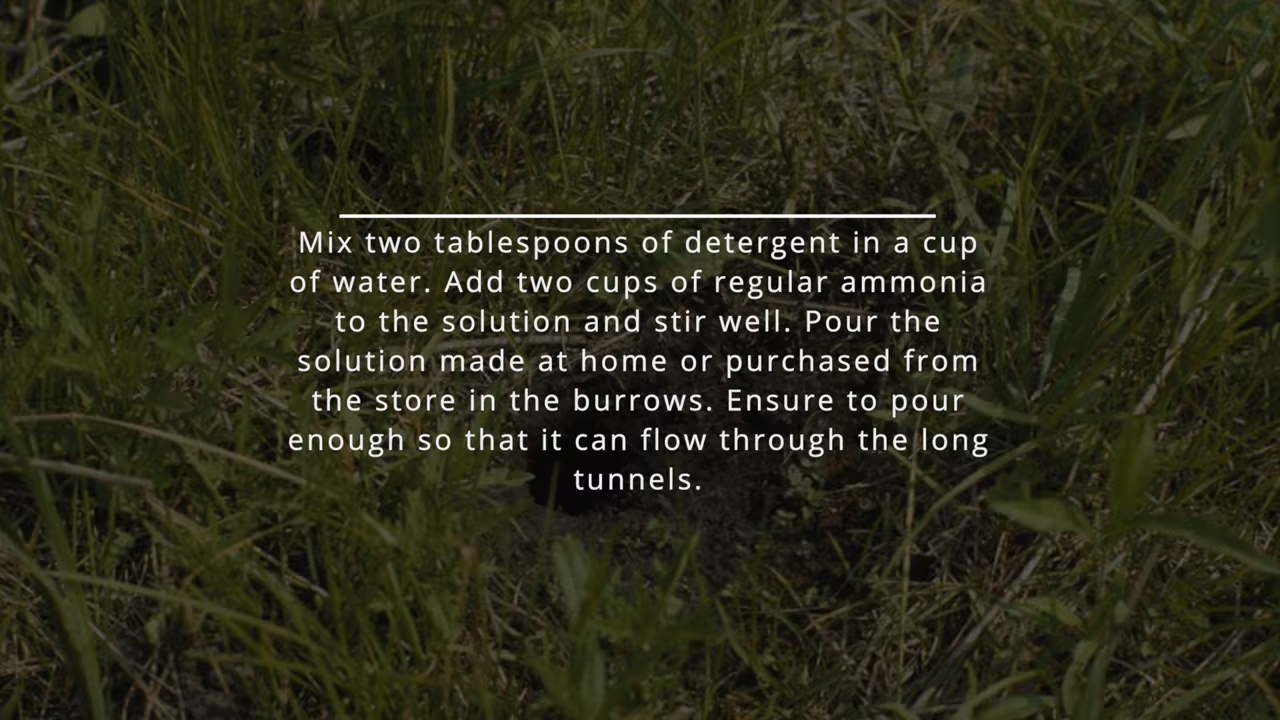 Mix two tablespoons of detergent in a cup
of water. Add two cups of regular ammonia
to the solution and stir well. Pour the
solution made at home or purchased from
the store in the burrows. Ensure to pour
enough so that it can flow through the long
tunnels.